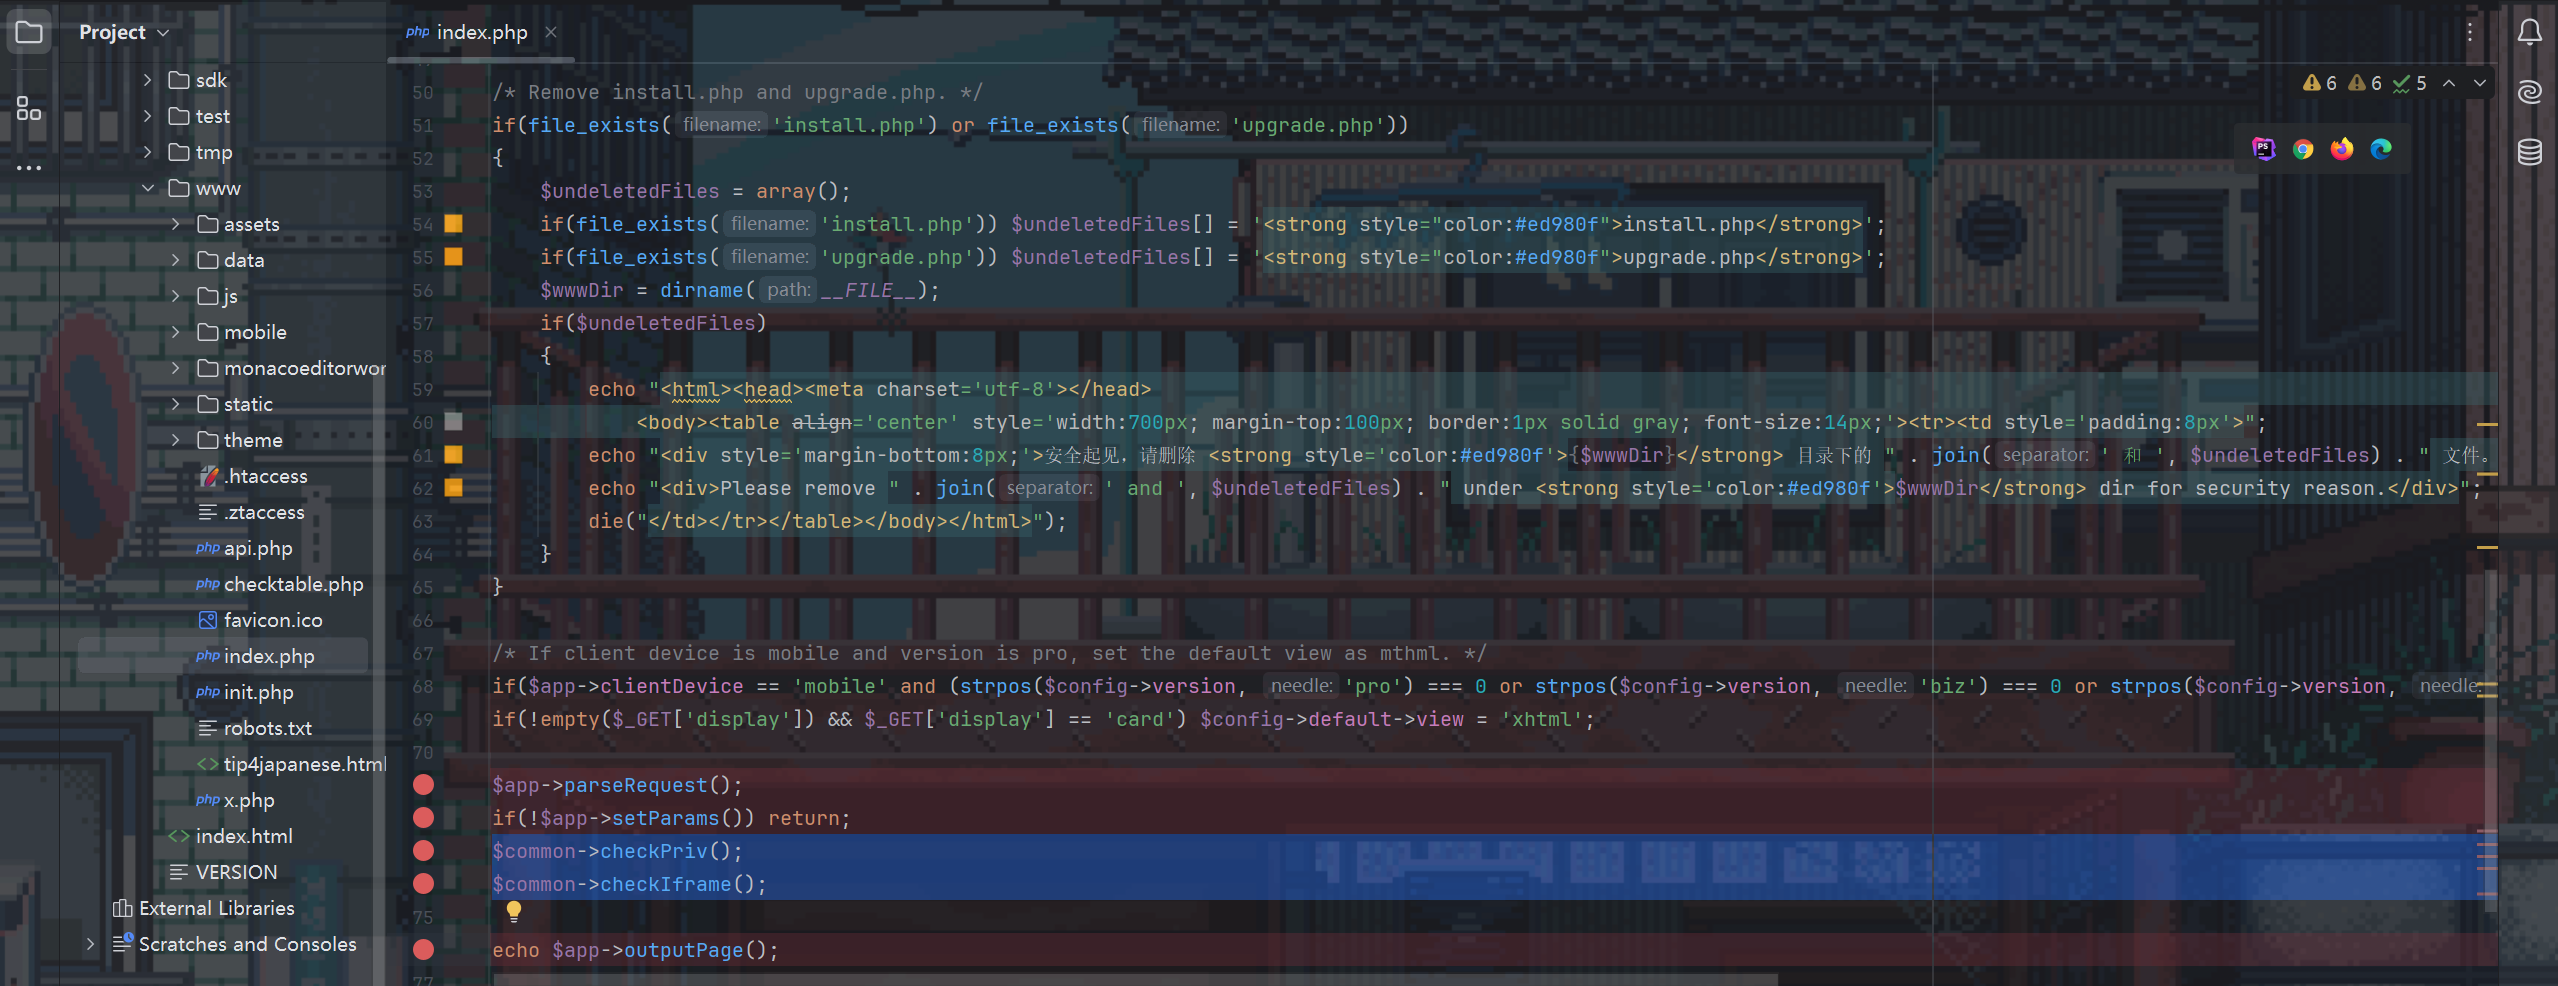 Project
php index.php
sdk
test
tmp
www
assets
data
js
mobile
monacoeditorwor
static
theme
.htaccess
.ztaccess
php api.php
php checktable.php
favicon.ico
php index.php
php init.php
robots.txt
<> tip4japanese.html
php x.php
<> index.html
VERSION
External Libraries
Scratches and Consoles
6 6 5
50 /* Remove install.php and upgrade.php. */
51 if(file_exists( filename: 'install.php') or file_exists( filename: 'upgrade.php'))
52 {
53 $undeletedFiles = array();
54 if(file_exists( filename: 'install.php')) $undeletedFiles[] = '<strong style="color:#ed980f">install.php</strong>';
55 if(file_exists( filename: 'upgrade.php')) $undeletedFiles[] = '<strong style="color:#ed980f">upgrade.php</strong>';
56 $wwwDir = dirname( path: __FILE__);
57 if($undeletedFiles)
58 {
59 echo "<html><head><meta charset='utf-8'></head>
60 <body><table align='center' style='width:700px; margin-top:100px; border:1px solid gray; font-size:14px;'><tr><td style='padding:8px'>";
61 echo "<div style='margin-bottom:8px;'>安全起见，请删除 <strong style='color:#ed980f'>{$wwwDir}</strong> 目录下的 " . join( separator: ' 和 ', $undeletedFiles) . " 文件。
62 echo "<div>Please remove " . join( separator: ' and ', $undeletedFiles) . " under <strong style='color:#ed980f'>$wwwDir</strong> dir for security reason.</div>";
63 die("</td></tr></table></body></html>");
64 }
65 }
66
67 /* If client device is mobile and version is pro, set the default view as mthml. */
68 if($app->clientDevice == 'mobile' and (strpos($config->version, needle: 'pro') === 0 or strpos($config->version, needle: 'biz') === 0 or strpos($config->version, needle:
69 if(!empty($_GET['display']) && $_GET['display'] == 'card') $config->default->view = 'xhtml';
70
$app->parseRequest();
if(!$app->setParams()) return;
$common->checkPriv();
$common->checkIframe();
75
echo $app->outputPage();
77